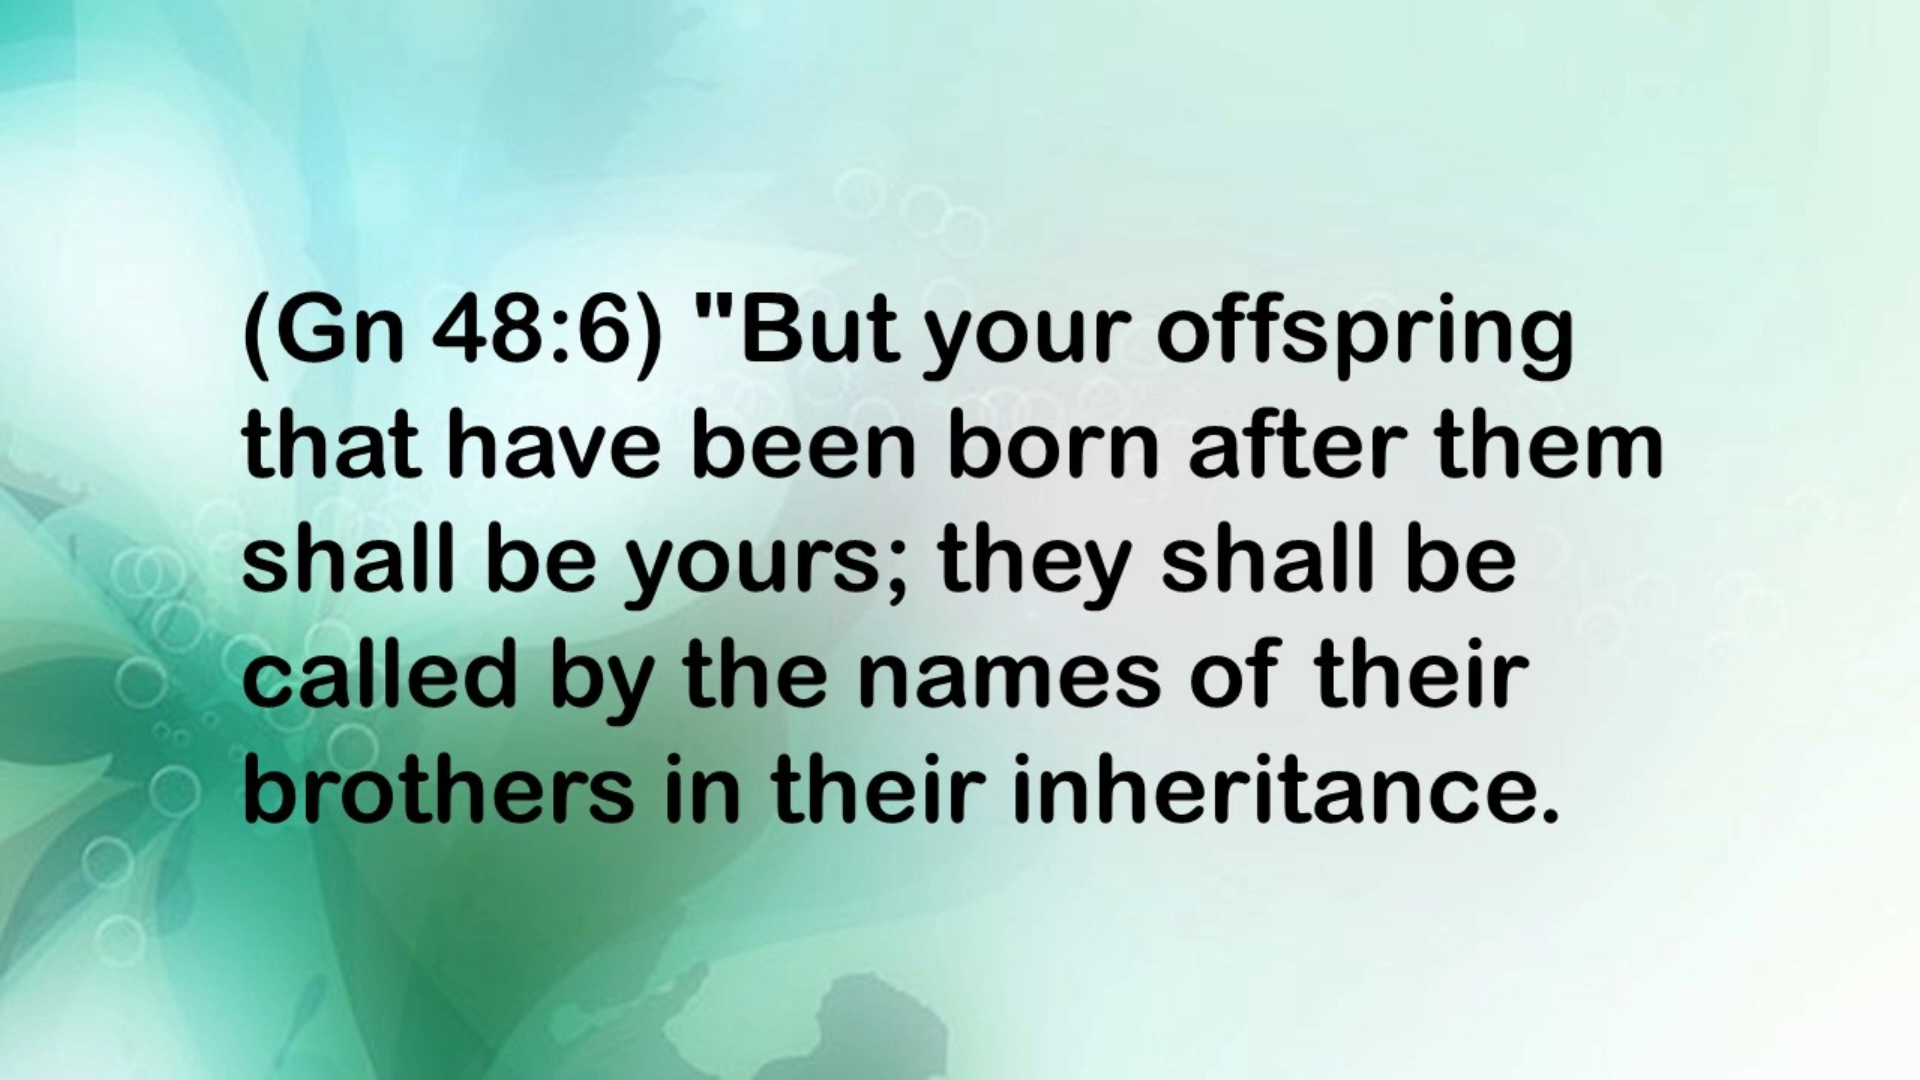 (Gn 48:6) "But your offspring
that have been born after them
shall be yours; they shall be
called by the names of their
brothers in their inheritance.